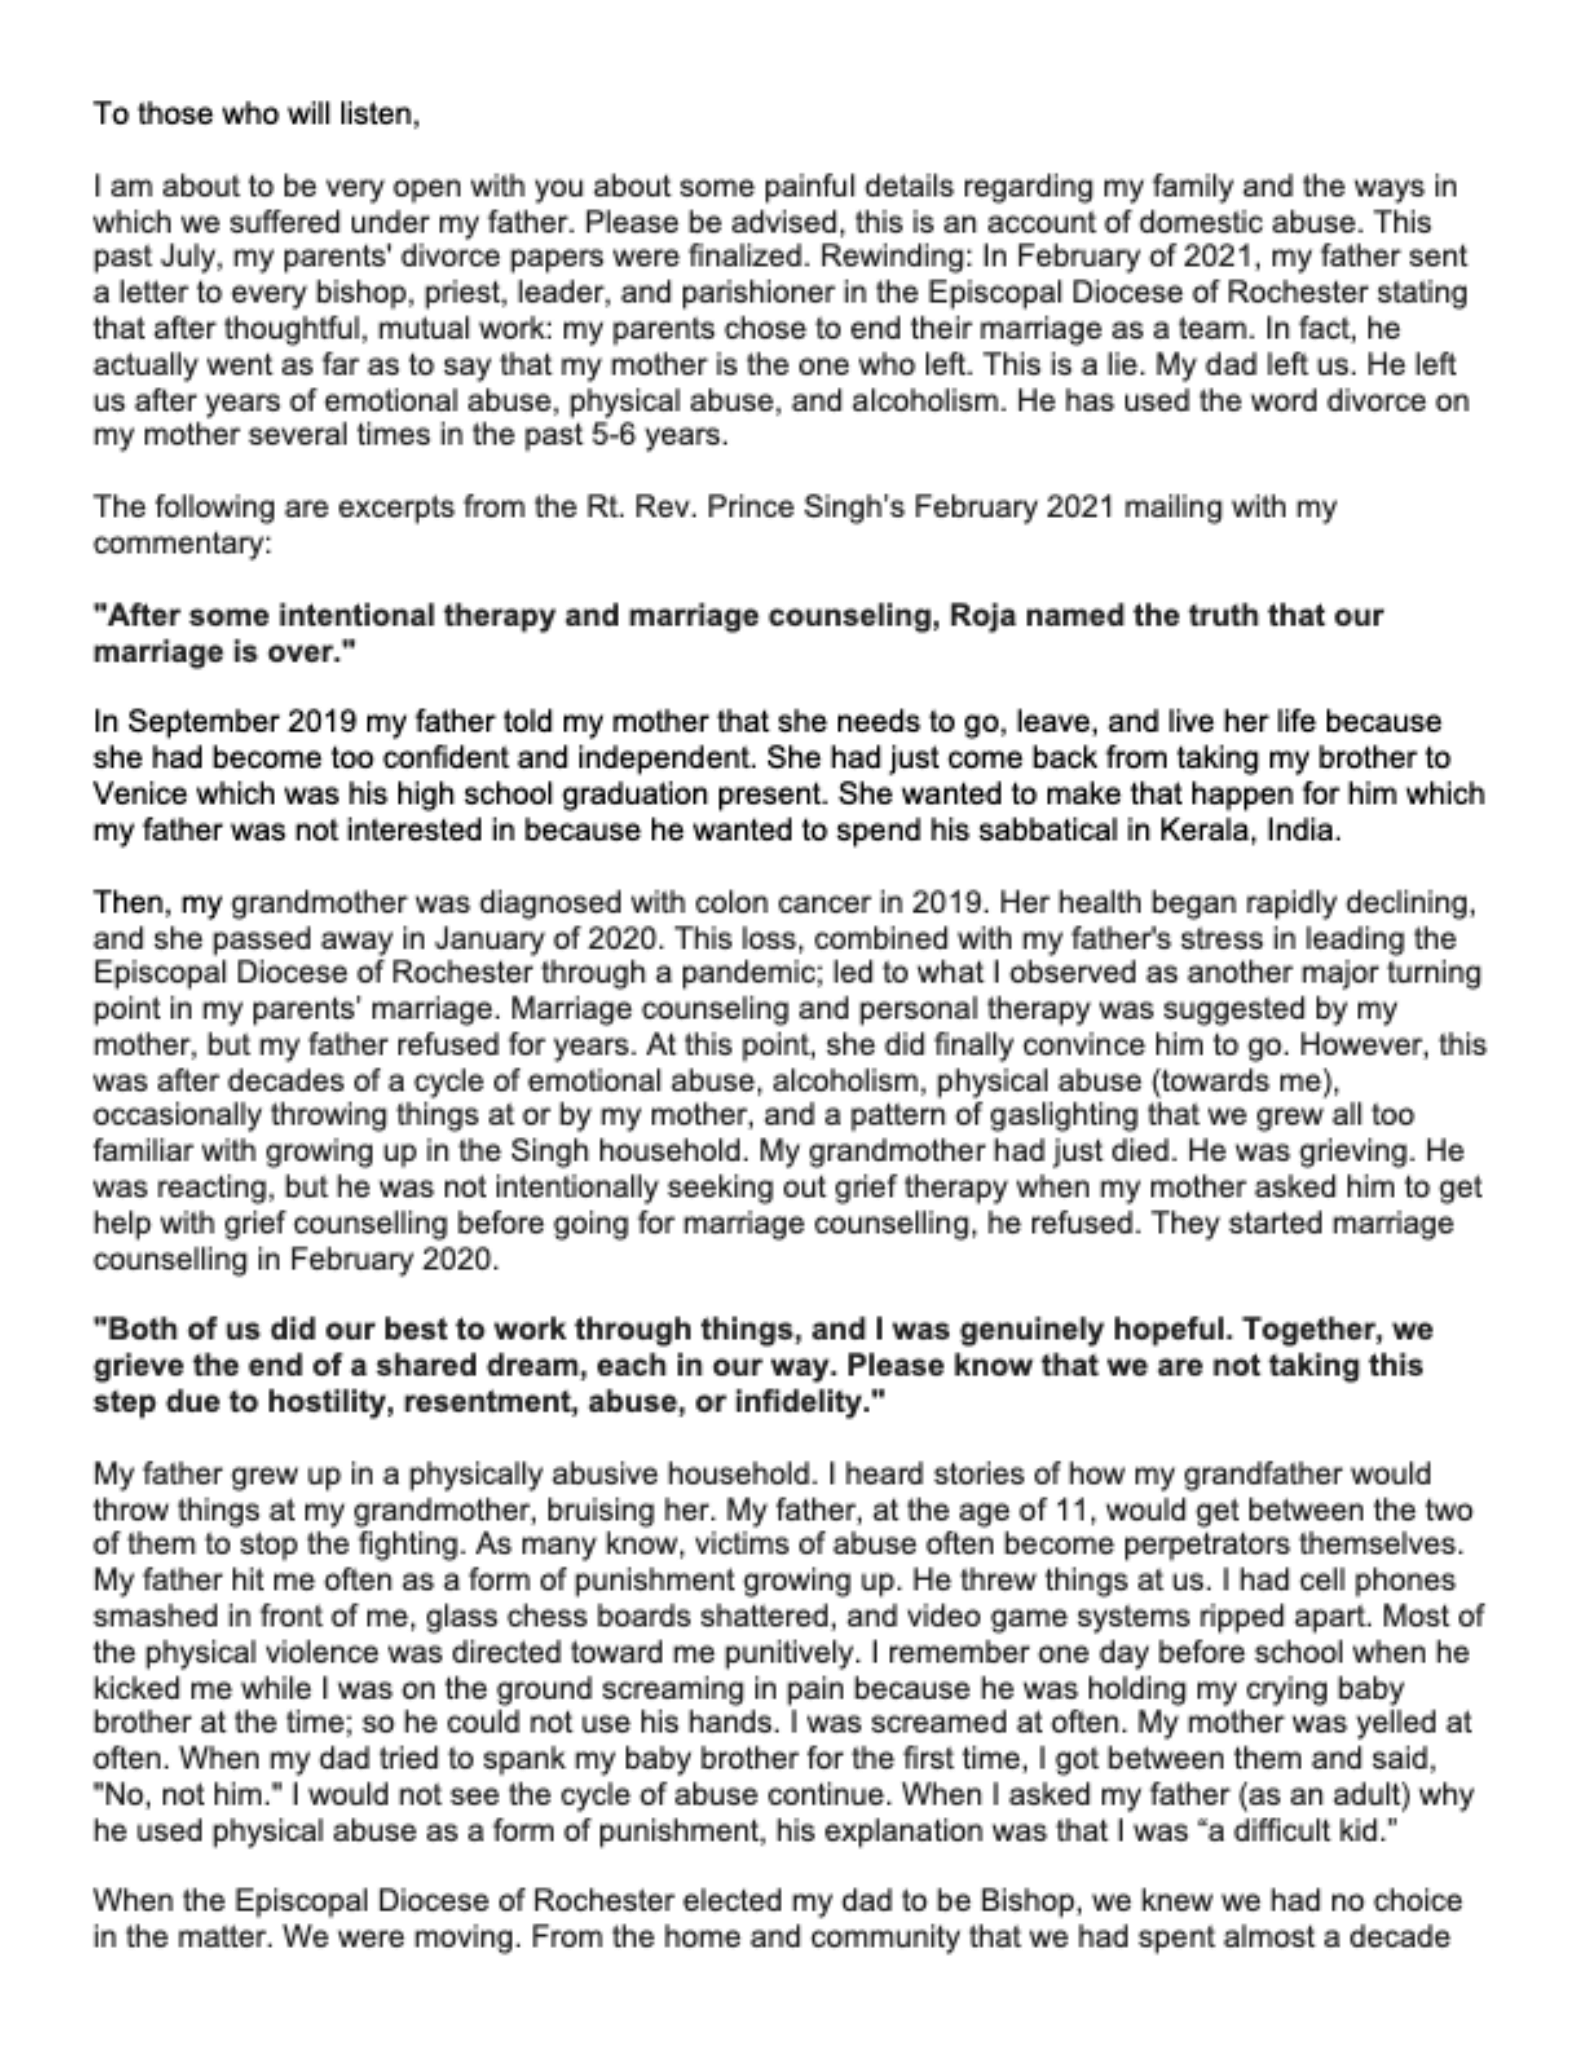 To those who will listen,
I am about to be very open with you about some painful details regarding my family and the ways in
which we suffered under my father. Please be advised, this is an account of domestic abuse. This
past July, my parents' divorce papers were finalized. Rewinding: In February of 2021, my father sent
a letter to every bishop, priest, leader, and parishioner in the Episcopal Diocese of Rochester stating
that after thoughtful, mutual work: my parents chose to end their marriage as a team. In fact, he
actually went as far as to say that my mother is the one who left. This is a lie. My dad left us. He left
us after years of emotional abuse, physical abuse, and alcoholism. He has used the word divorce on
my mother several times in the past 5-6 years.
The following are excerpts from the Rt. Rev. Prince Singh's February 2021 mailing with my
commentary:
"After some intentional therapy and marriage counseling, Roja named the truth that our
marriage is over."
In September 2019 my father told my mother that she needs to go, leave, and live her life because
she had become too confident and independent. She had just come back from taking my brother to
Venice which was his high school graduation present. She wanted to make that happen for him which
my father was not interested in because he wanted to spend his sabbatical in Kerala, India.
Then, my grandmother was diagnosed with colon cancer in 2019. Her health began rapidly declining,
and she passed away in January of 2020. This loss, combined with my father's stress in leading the
Episcopal Diocese of Rochester through a pandemic; led to what I observed as another major turning
point in my parents' marriage. Marriage counseling and personal therapy was suggested by my
mother, but my father refused for years. At this point, she did finally convince him to go. However, this
was after decades of a cycle of emotional abuse, alcoholism, physical abuse (towards me),
occasionally throwing things at or by my mother, and a pattern of gaslighting that we grew all too
familiar with growing up in the Singh household. My grandmother had just died. He was grieving. He
was reacting, but he was not intentionally seeking out grief therapy when my mother asked him to get
help with grief counselling before going for marriage counselling, he refused. They started marriage
counselling in February 2020.
"Both of us did our best to work through things, and I was genuinely hopeful. Together, we
grieve the end of a shared dream, each in our way. Please know that we are not taking this
step due to hostility, resentment, abuse, or infidelity."
My father grew up in a physically abusive household. I heard stories of how my grandfather would
throw things at my grandmother, bruising her. My father, at the age of 11, would get between the two
of them to stop the fighting. As many know, victims of abuse often become perpetrators themselves.
My father hit me often as a form of punishment growing up. He threw things at us. I had cell phones
smashed in front of me, glass chess boards shattered, and video game systems ripped apart. Most of
the physical violence was directed toward me punitively. I remember one day before school when he
kicked me while I was on the ground screaming in pain because he was holding my crying baby
brother at the time; so he could not use his hands. I was screamed at often. My mother was yelled at
often. When my dad tried to spank my baby brother for the first time, I got between them and said,
"No, not him." I would not see the cycle of abuse continue. When I asked my father (as an adult) why
he used physical abuse as a form of punishment, his explanation was that I was “a difficult kid.”
When the Episcopal Diocese of Rochester elected my dad to be Bishop, we knew we had no choice
in the matter. We were moving. From the home and community that we had spent almost a decade